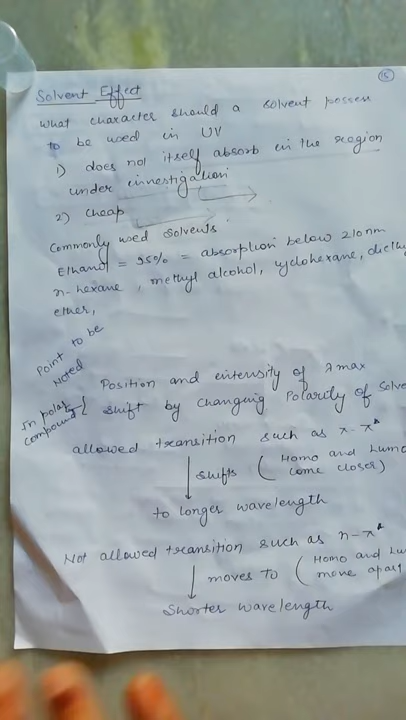 15
Solvent Effect
what character should a solvent possess
to be used in UV
1) does not itself absorb in the region
under investigation
2) Cheap
Commonly used solvents.
Ethanol = 95% = absorption below 210nm
n-hexane, methyl alcohol, cyclohexane, diethy
ether,
Point to be
Noted
Position and intensity of λmax
In polar compound { shift by changing Polarity of Solve
allowed transition such as π-π*
↓ shifts ( Homo and Lumo
come closer)
to longer wavelength
Not allowed transition such as n-π*
↓ moves to ( Homo and Lu
move apart
Shorter wavelength